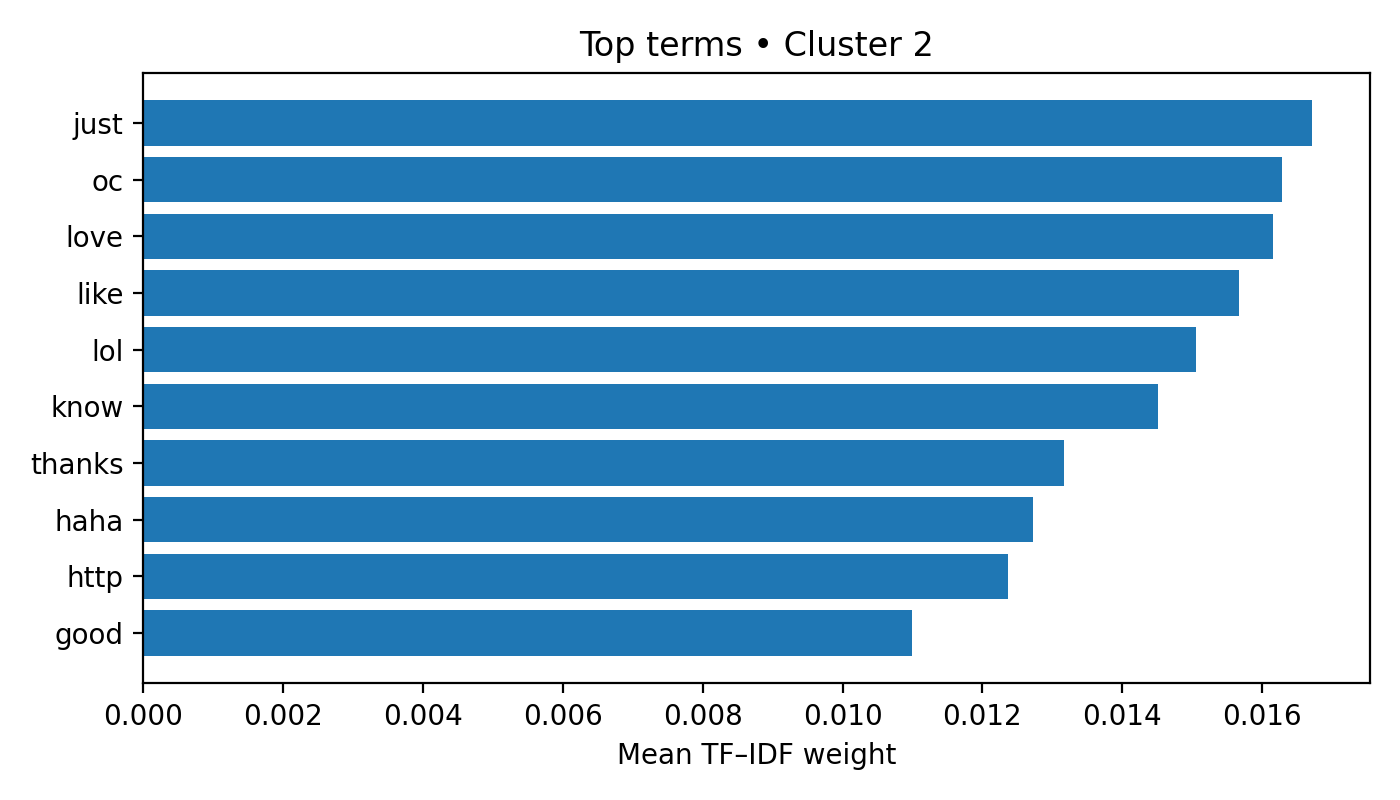 Top terms • Cluster 2
just
oc
love
like
lol
know
thanks
haha
http
good
0.000 0.002 0.004 0.006 0.008 0.010 0.012 0.014 0.016
Mean TF–IDF weight